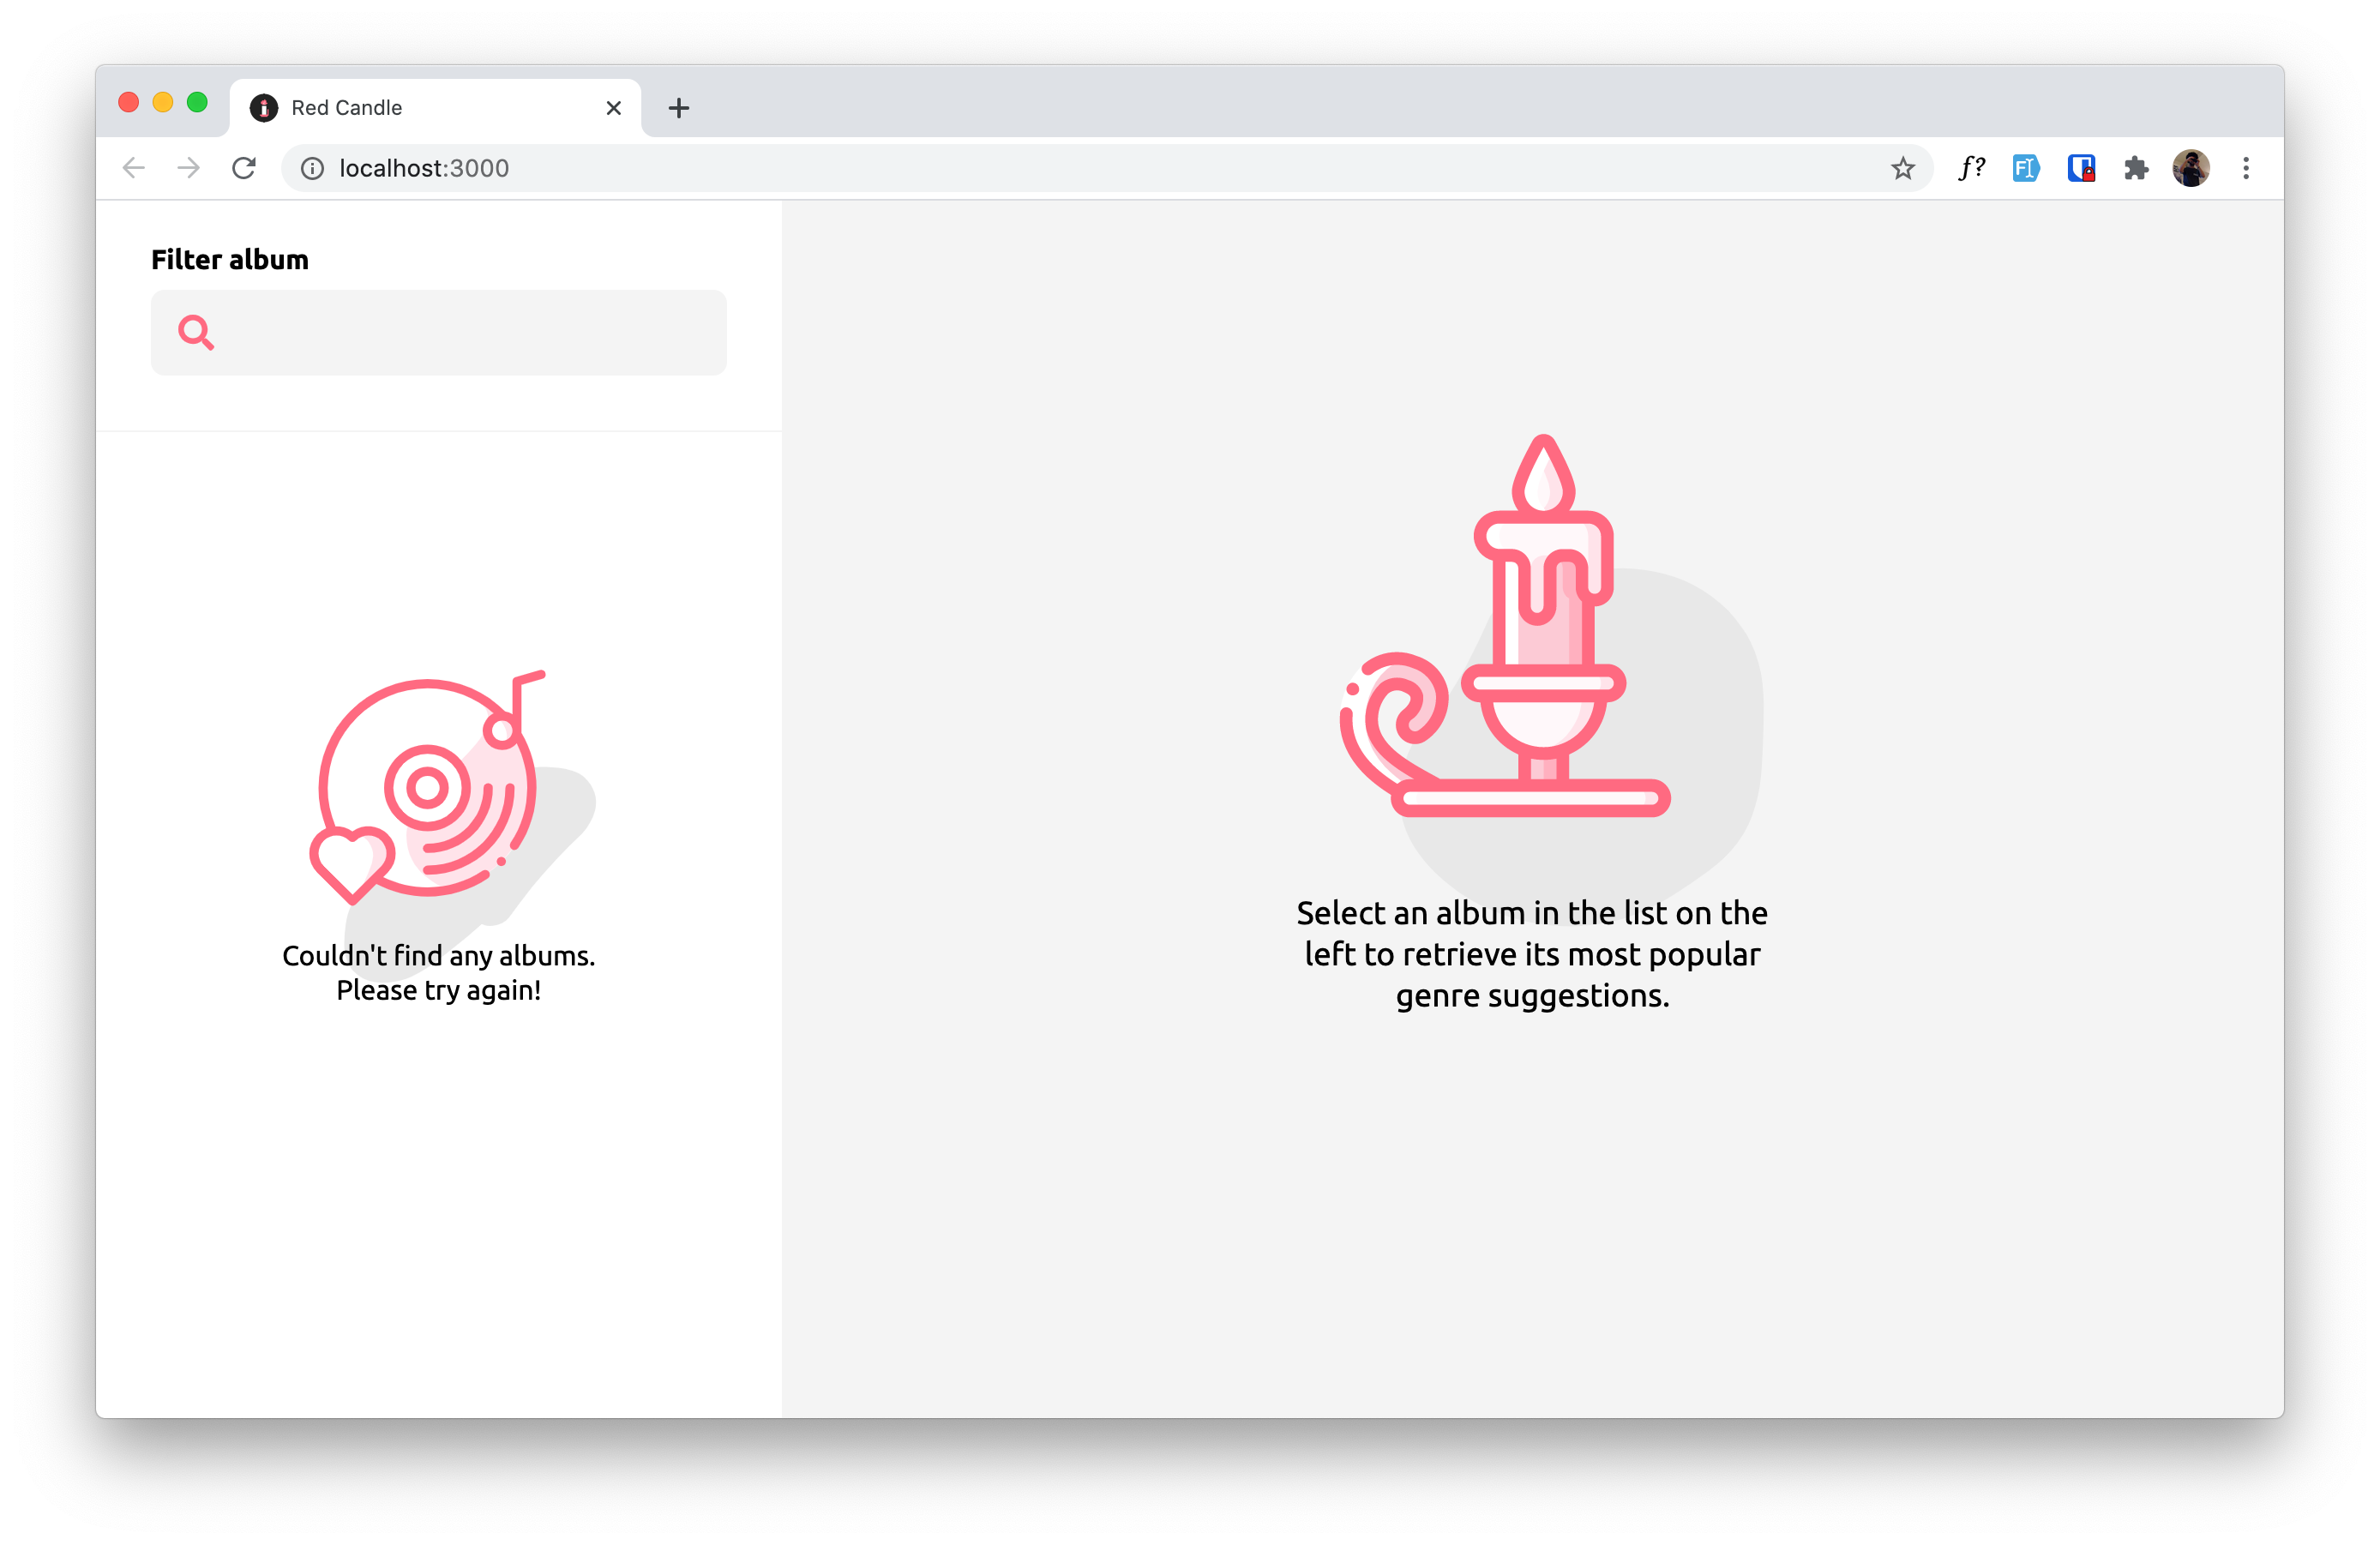 Red Candle
localhost:3000
f?
F
Filter album
Couldn't find any albums.
Please try again!
Select an album in the list on the
left to retrieve its most popular
genre suggestions.